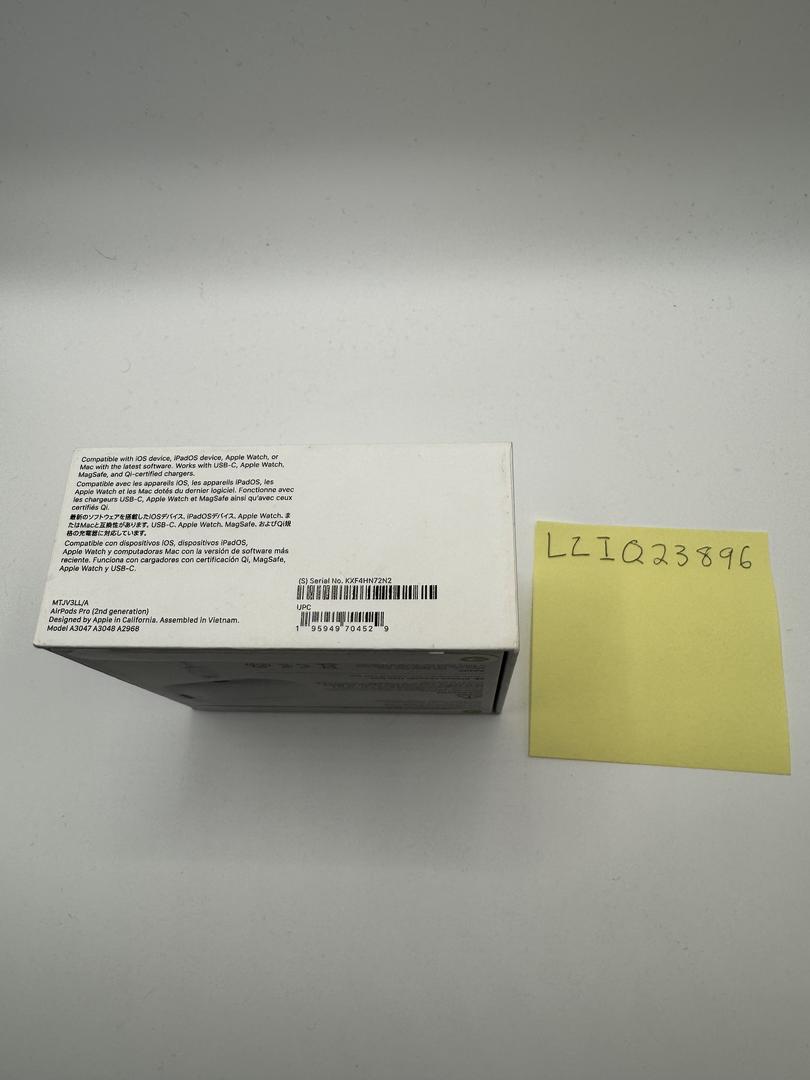 Compatible with iOS device, iPadOS device, Apple Watch, or
Mac with the latest software. Works with USB-C, Apple Watch,
MagSafe, and Qi-certified chargers.
Compatible avec les appareils iOS, les appareils iPadOS, les
Apple Watch et les Mac dotés du dernier logiciel. Fonctionne avec
les chargeurs USB-C, Apple Watch et MagSafe ainsi qu'avec ceux
certifiés Qi.
最新のソフトウェアを搭載したiOSデバイス、iPadOSデバイス、Apple Watch、ま
たはMacと互換性があります。USB-C、Apple Watch、MagSafe、およびQi規
格の充電器に対応しています。
Compatible con dispositivos iOS, dispositivos iPadOS,
Apple Watch y computadoras Mac con la versión de software más
reciente. Funciona con cargadores con certificación Qi, MagSafe,
Apple Watch y USB-C.
MTJV3LL/A
AirPods Pro (2nd generation)
Designed by Apple in California. Assembled in Vietnam.
Model A3047 A3048 A2968
(S) Serial No. KXF4HN72N2
UPC
1 95949 70452 9
LZIQ23896